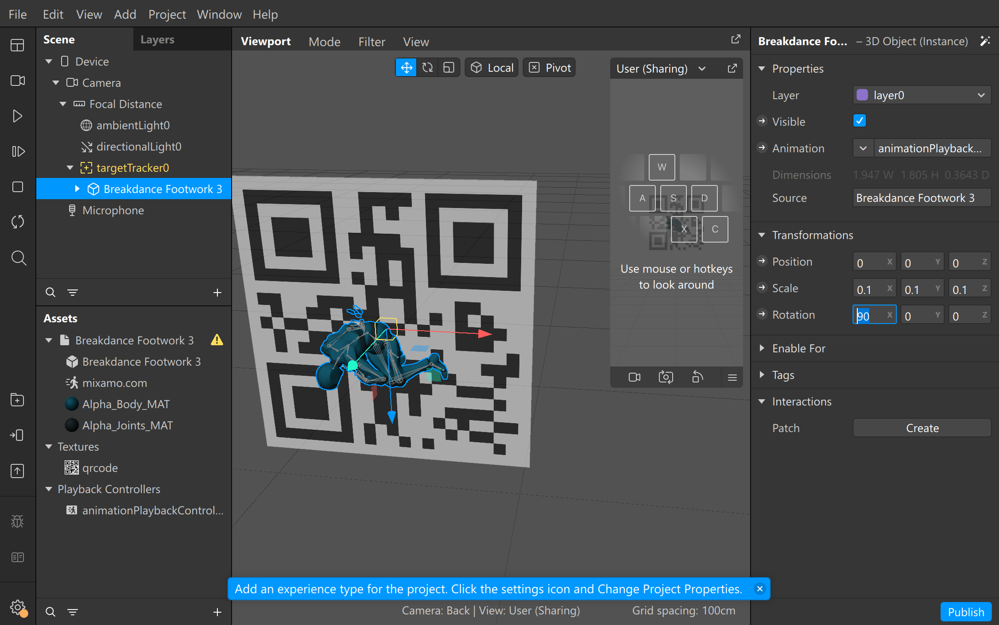 File Edit View Add Project Window Help
Scene Layers
Device
Camera
Focal Distance
ambientLight0
directionalLight0
targetTracker0
Breakdance Footwork 3
Microphone
Assets
Breakdance Footwork 3
Breakdance Footwork 3
mixamo.com
Alpha_Body_MAT
Alpha_Joints_MAT
Textures
qrcode
Playback Controllers
animationPlaybackControl...
Viewport Mode Filter View
Local Pivot
User (Sharing)
W
A S D
X C
Use mouse or hotkeys
to look around
Add an experience type for the project. Click the settings icon and Change Project Properties.
Camera: Back | View: User (Sharing) Grid spacing: 100cm
Breakdance Fo... – 3D Object (Instance)
Properties
Layer layer0
Visible
Animation animationPlayback...
Dimensions 1.947 W 1.805 H 0.3643 D
Source Breakdance Footwork 3
Transformations
Position 0 X 0 Y 0 Z
Scale 0.1 X 0.1 Y 0.1 Z
Rotation 90 X 0 Y 0 Z
Enable For
Tags
Interactions
Patch Create
Publish